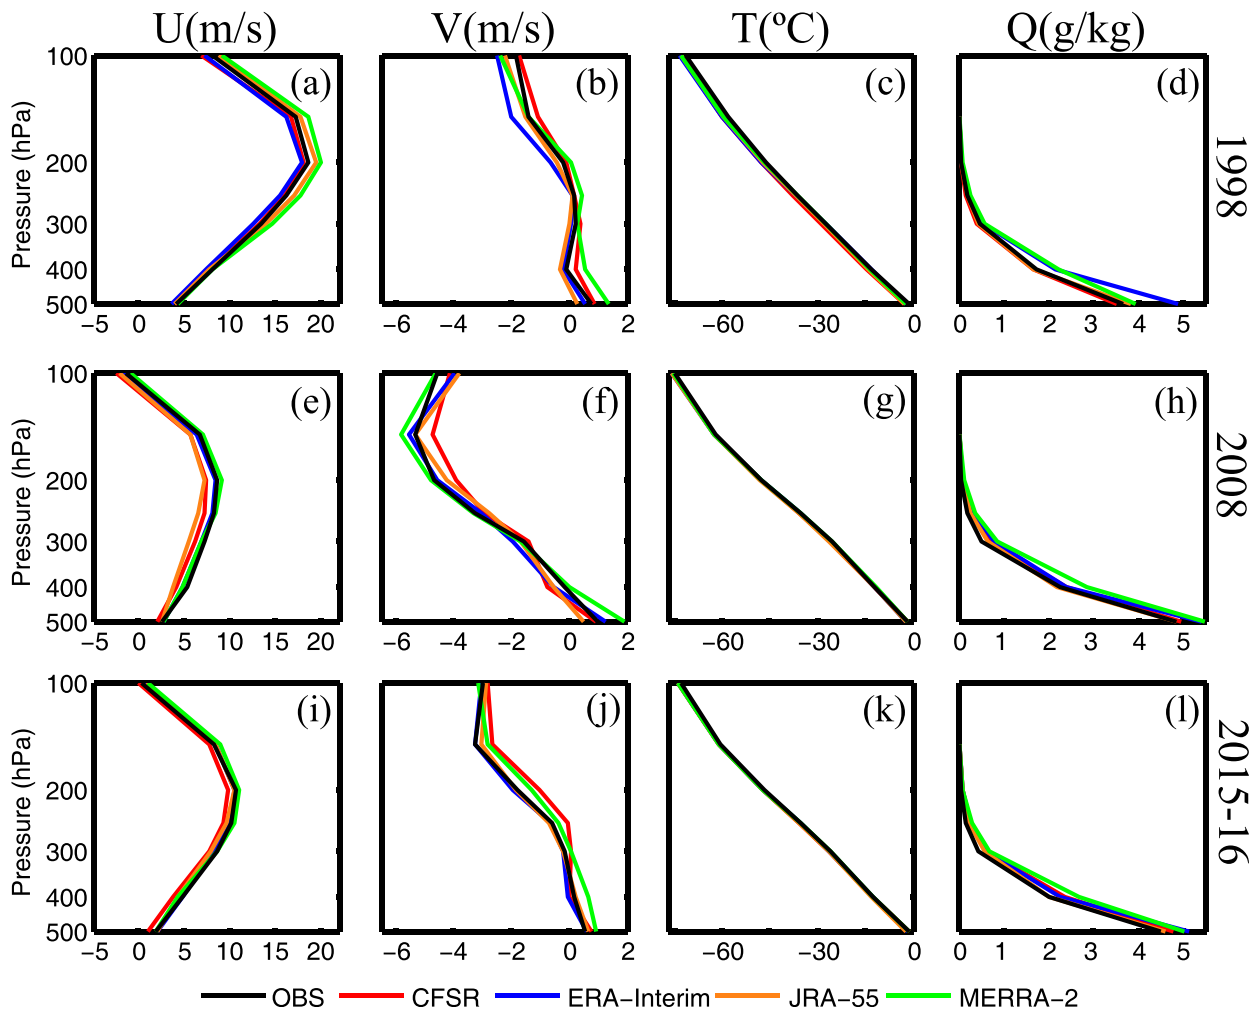 U(m/s) V(m/s) T(ºC) Q(g/kg)
(a) (b) (c) (d)
Pressure (hPa)
100
200
300
400
500
1998
−5 0 5 10 15 20 −6 −4 −2 0 2 −60 −30 0 0 1 2 3 4 5
(e) (f) (g) (h)
Pressure (hPa)
100
200
300
400
500
2008
−5 0 5 10 15 20 −6 −4 −2 0 2 −60 −30 0 0 1 2 3 4 5
(i) (j) (k) (l)
Pressure (hPa)
100
200
300
400
500
2015-16
−5 0 5 10 15 20 −6 −4 −2 0 2 −60 −30 0 0 1 2 3 4 5
OBS CFSR ERA−Interim JRA−55 MERRA−2